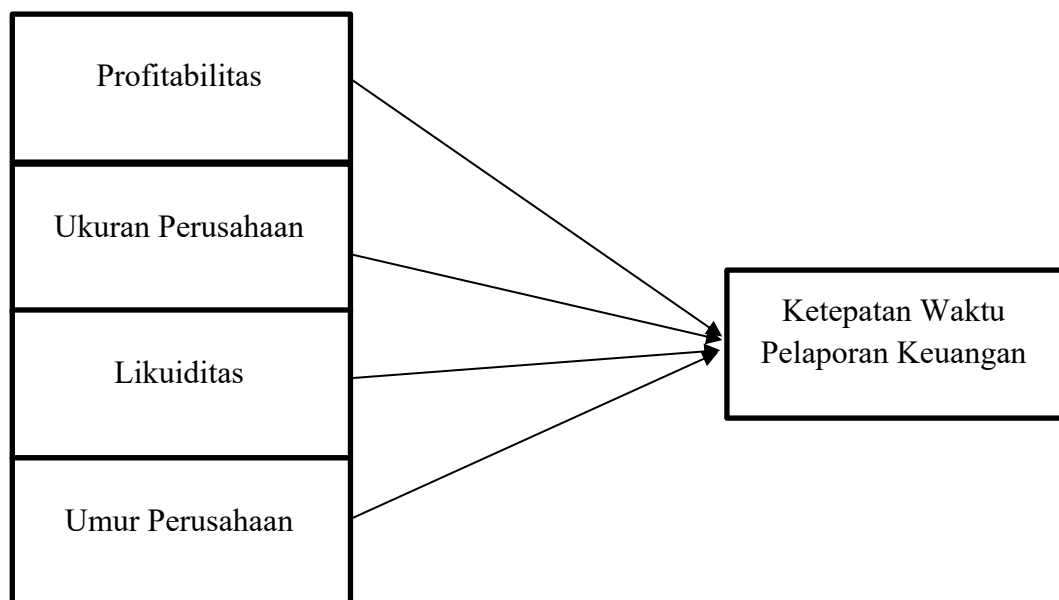 Profitabilitas
Ukuran Perusahaan
Likuiditas
Umur Perusahaan
Ketepatan Waktu
Pelaporan Keuangan